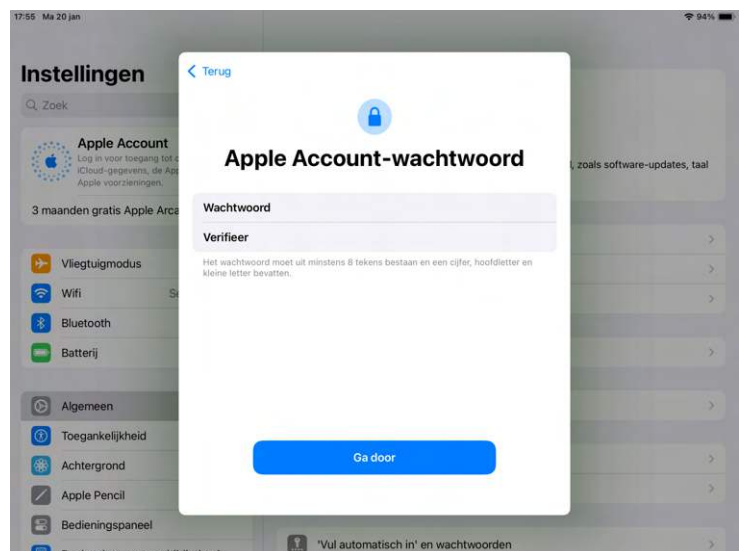 17:55 Ma 20 jan
94%
Instellingen
Zoek
Apple Account
Log in voor toegang tot
iCloud-gegevens, de
Apple voorzieningen.
3 maanden gratis Apple
Vliegtuigmodus
Wifi
Bluetooth
Batterij
Algemeen
Toegankelijkheid
Achtergrond
Apple Pencil
Bedieningspaneel
Terug
Apple Account-wachtwoord
Wachtwoord
Verifieer
Het wachtwoord moet uit minstens 8 tekens bestaan en een cijfer, hoofdletter en
kleine letter bevatten.
Ga door
zoals software-updates, taal
'Vul automatisch in' en wachtwoorden